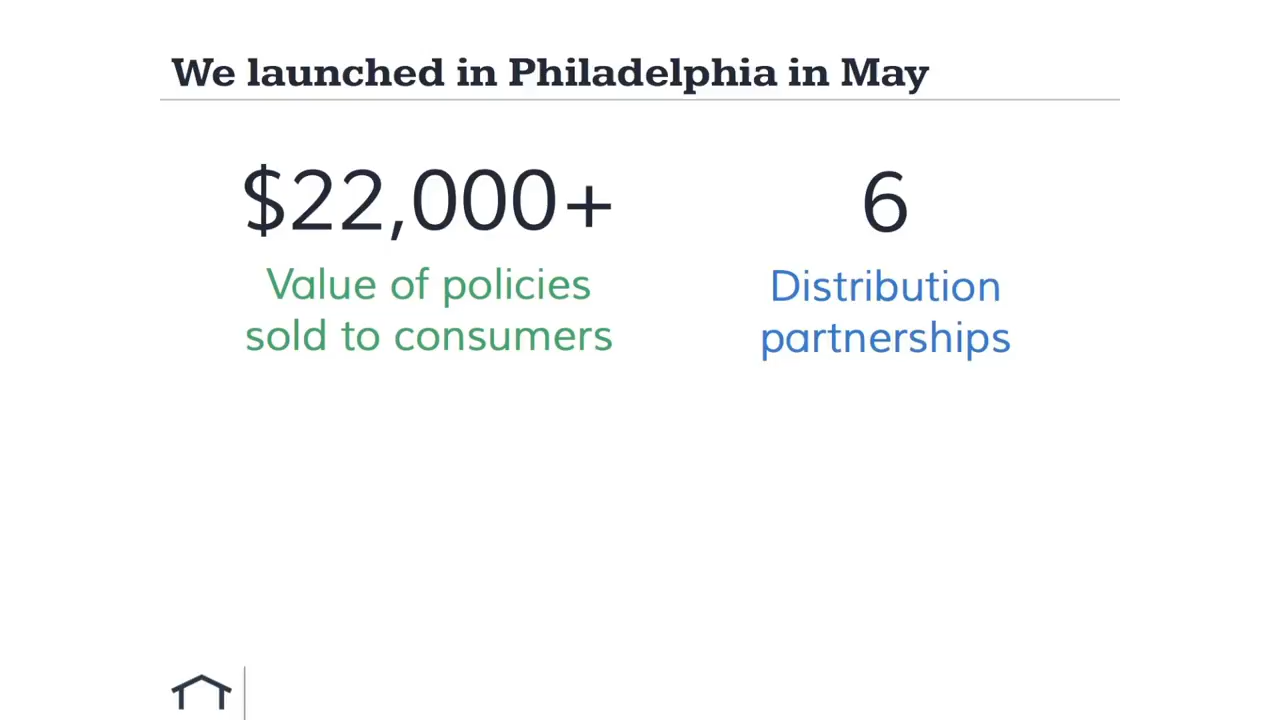 We launched in Philadelphia in May
$22,000+
Value of policies
sold to consumers
6
Distribution
partnerships